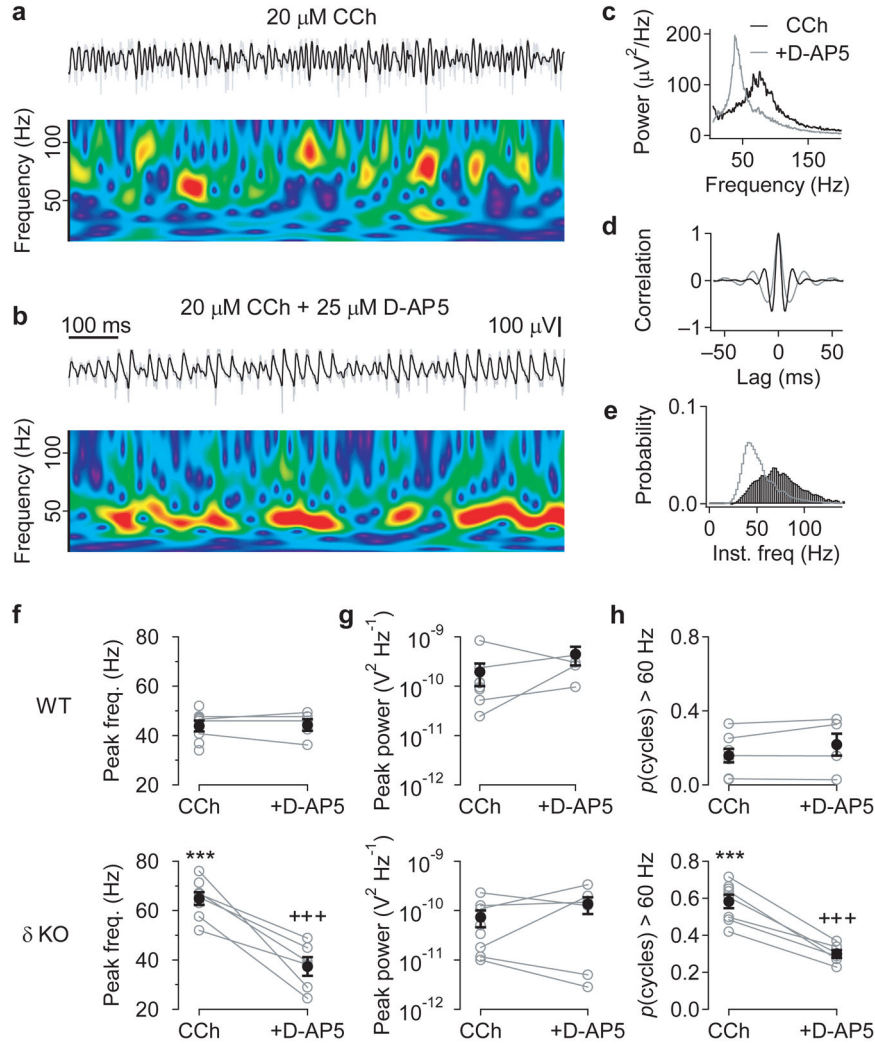 a
20 μM CCh
Frequency (Hz)
100
50
b
20 μM CCh + 25 μM D-AP5
100 ms
100 μV
Frequency (Hz)
100
50
c
CCh
+D-AP5
Power (μV²/Hz)
200
100
0
50
150
Frequency (Hz)
d
Correlation
1
0
–1
–50
0
50
Lag (ms)
e
Probability
0.1
0.0
0
50
100
Inst. freq (Hz)
f
WT
Peak freq. (Hz)
80
60
40
20
CCh
+D-AP5
g
Peak power (V² Hz⁻¹)
10⁻⁹
10⁻¹⁰
10⁻¹¹
10⁻¹²
CCh
+D-AP5
h
p(cycles) > 60 Hz
0.8
0.4
0.0
CCh
+D-AP5
δ KO
Peak freq. (Hz)
80
60
40
20
***
+++
CCh
+D-AP5
Peak power (V² Hz⁻¹)
10⁻⁹
10⁻¹⁰
10⁻¹¹
10⁻¹²
CCh
+D-AP5
p(cycles) > 60 Hz
0.8
0.6
0.4
0.2
0.0
***
+++
CCh
+D-AP5